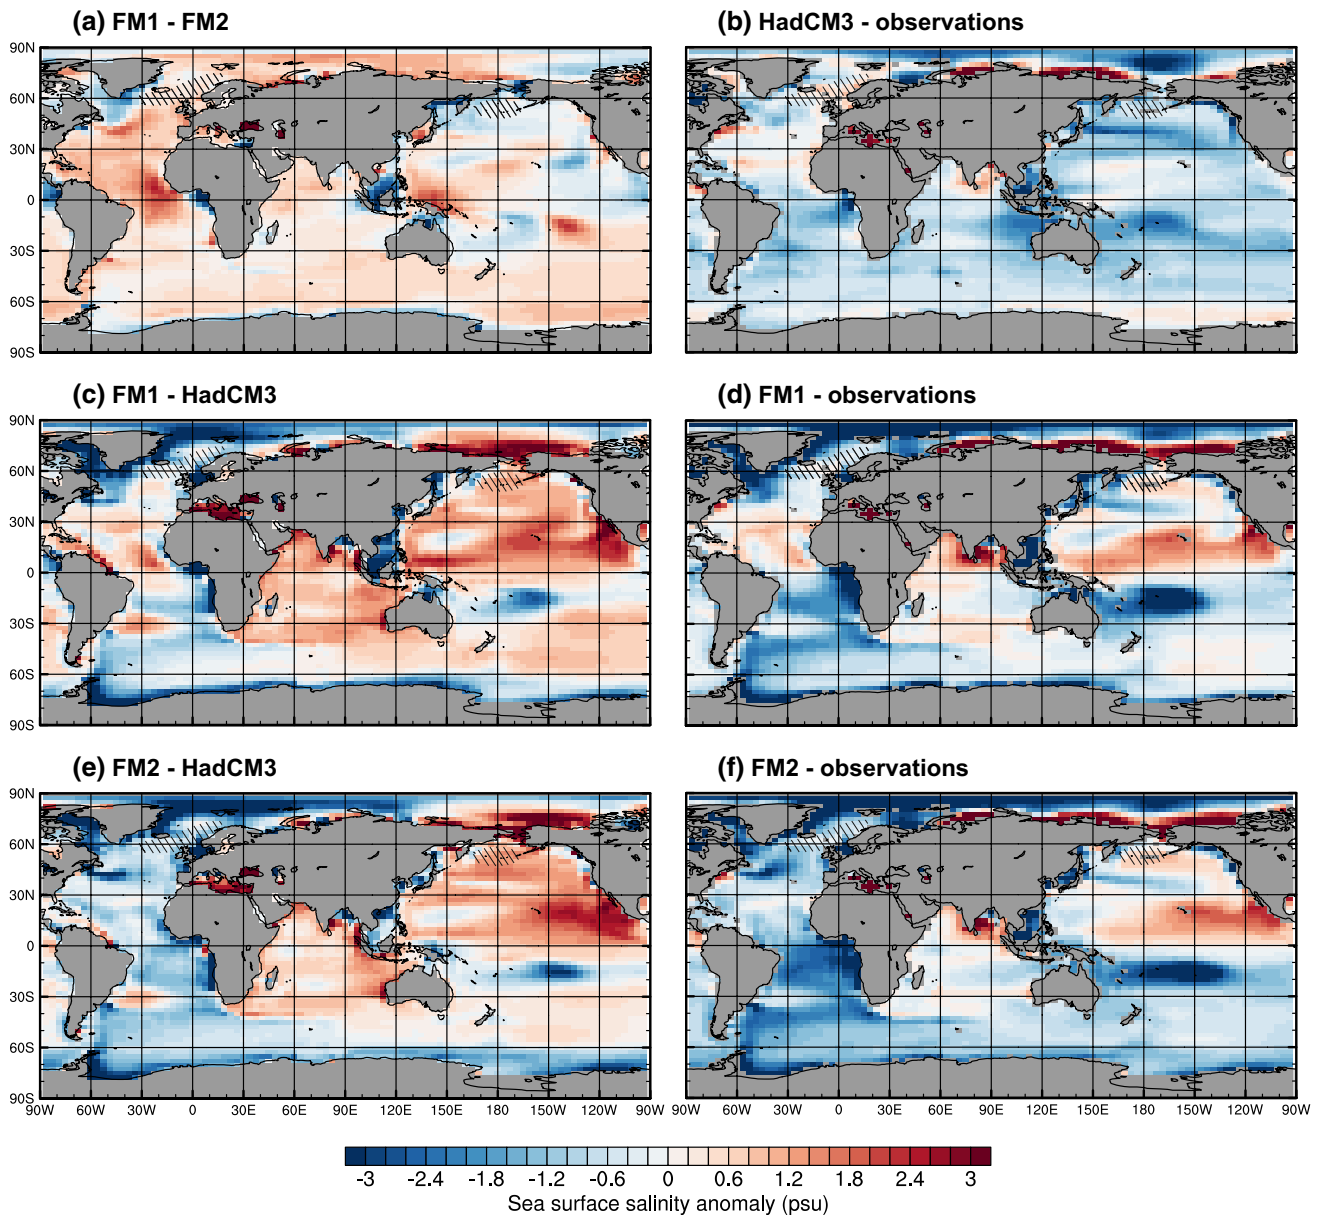 (a) FM1 - FM2
(b) HadCM3 - observations
90N
60N
30N
0
30S
60S
90S
(c) FM1 - HadCM3
(d) FM1 - observations
90N
60N
30N
0
30S
60S
90S
(e) FM2 - HadCM3
(f) FM2 - observations
90N
60N
30N
0
30S
60S
90S
90W 60W 30W 0 30E 60E 90E 120E 150E 180 150W 120W 90W
90W 60W 30W 0 30E 60E 90E 120E 150E 180 150W 120W 90W
-3 -2.4 -1.8 -1.2 -0.6 0 0.6 1.2 1.8 2.4 3
Sea surface salinity anomaly (psu)